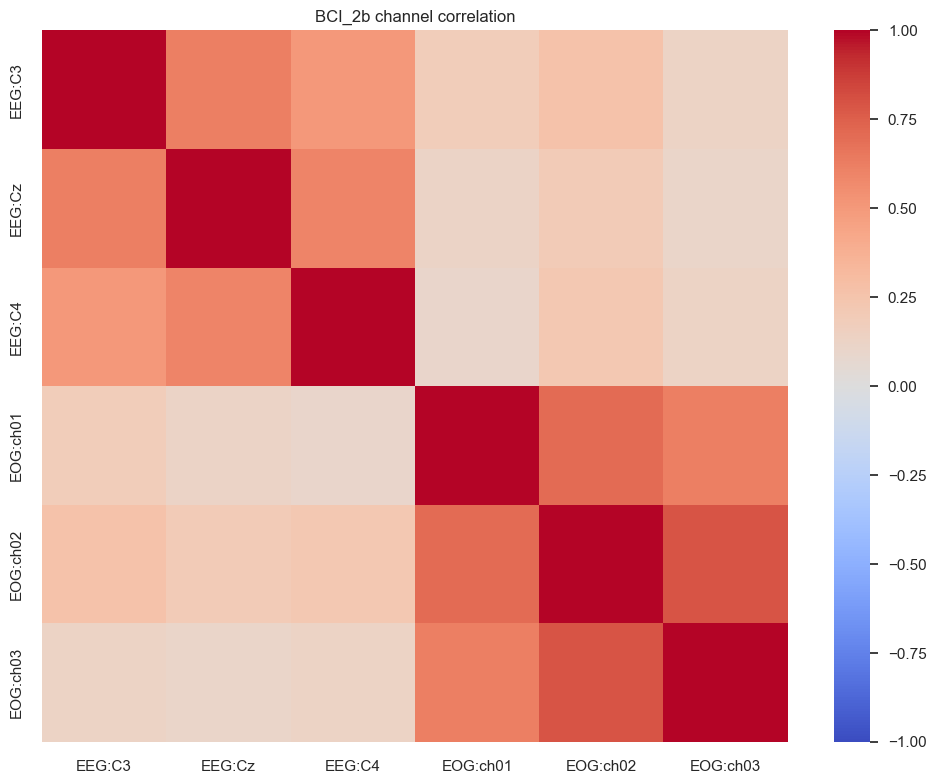 BCI_2b channel correlation
EEG:C3
EEG:Cz
EEG:C4
EOG:ch01
EOG:ch02
EOG:ch03
EEG:C3 EEG:Cz EEG:C4 EOG:ch01 EOG:ch02 EOG:ch03
1.00
0.75
0.50
0.25
0.00
−0.25
−0.50
−0.75
−1.00